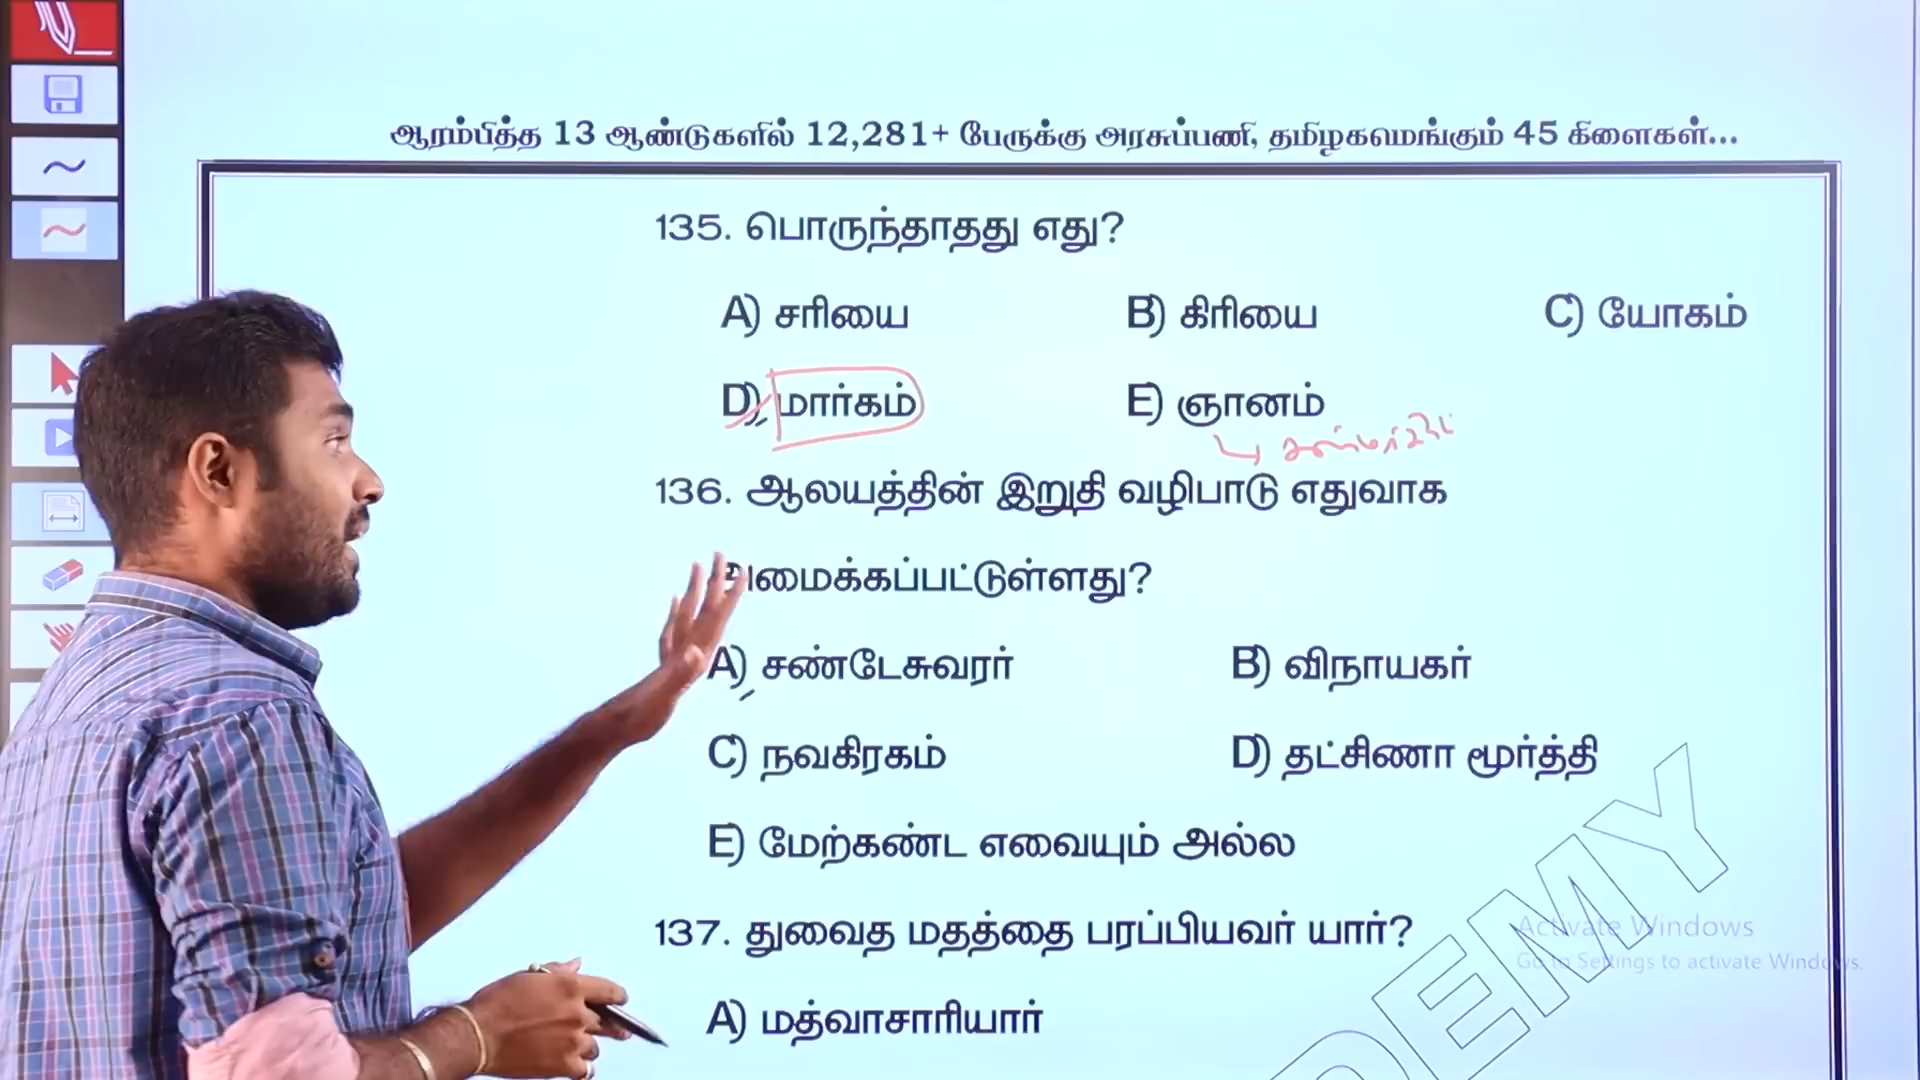 ஆரம்பித்த 13 ஆண்டுகளில் 12,281+ பேருக்கு அரசுப்பணி, தமிழகமெங்கும் 45 கிளைகள்...
135. பொருந்தாதது எது?
A) சரியை B) கிரியை C) யோகம்
D) மார்கம் E) ஞானம்
136. ஆலயத்தின் இறுதி வழிபாடு எதுவாக
அமைக்கப்பட்டுள்ளது?
A) சண்டேசுவரர் B) விநாயகர்
C) நவகிரகம் D) தட்சிணா மூர்த்தி
E) மேற்கண்ட எவையும் அல்ல
137. துவைத மதத்தை பரப்பியவர் யார்?
Activate Windows
Go to Settings to activate Windows.
A) மத்வாசாரியார்
DEMY